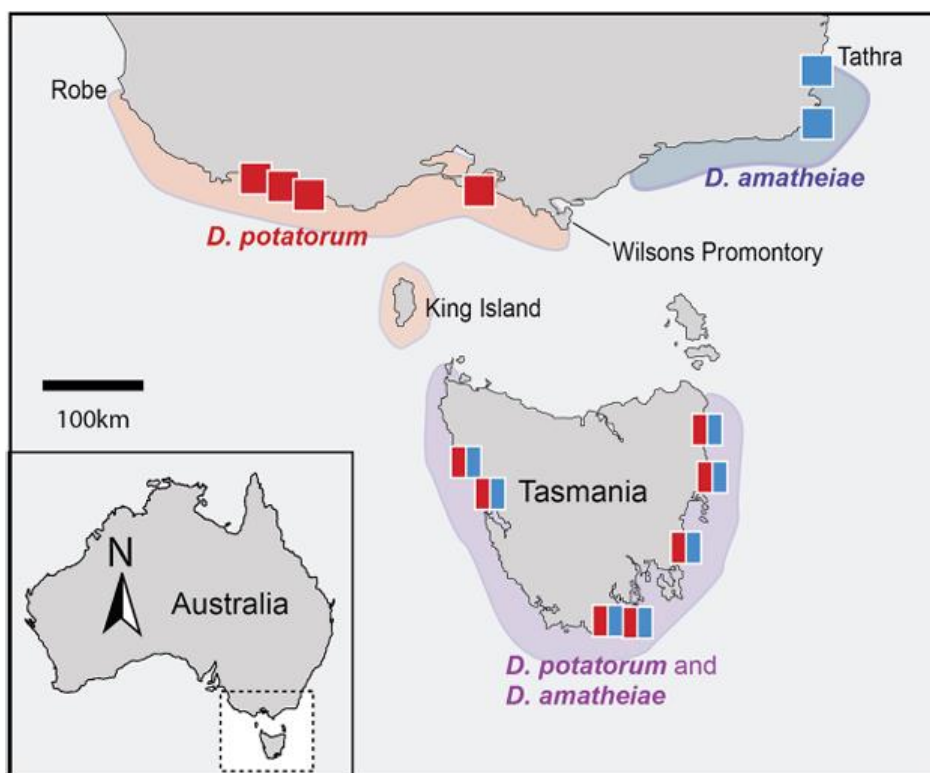 Tathra
Robe
D. amatheiae
D. potatorum
Wilsons Promontory
King Island
100km
Tasmania
N
Australia
D. potatorum and
D. amatheiae